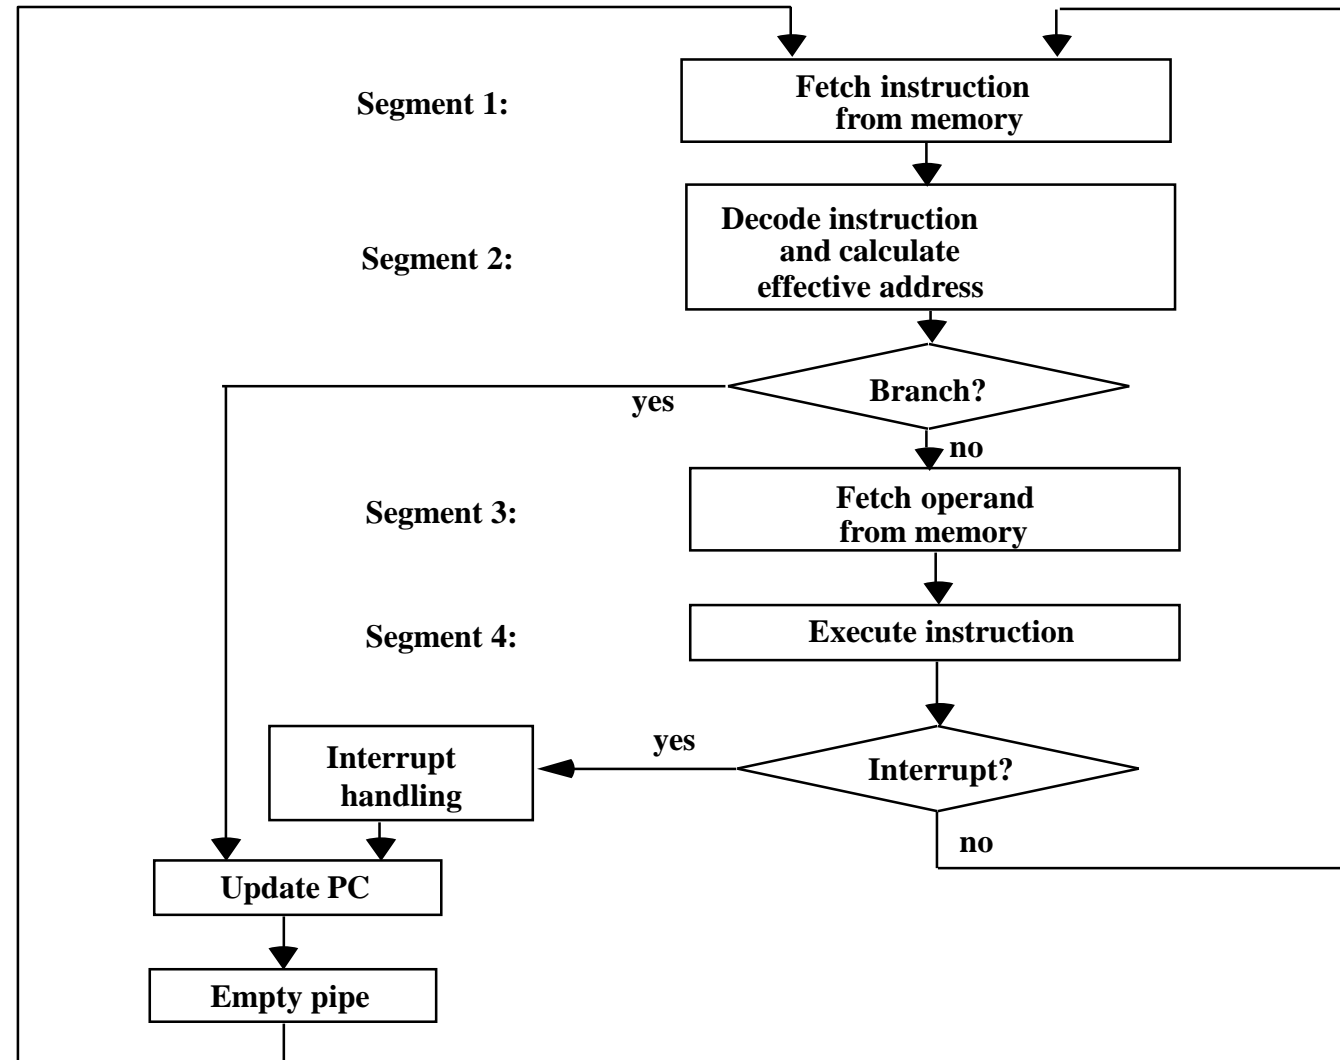 Segment 1:
Fetch instruction
from memory
Segment 2:
Decode instruction
and calculate
effective address
Branch?
yes
no
Segment 3:
Fetch operand
from memory
Segment 4:
Execute instruction
Interrupt?
yes
Interrupt
handling
no
Update PC
Empty pipe